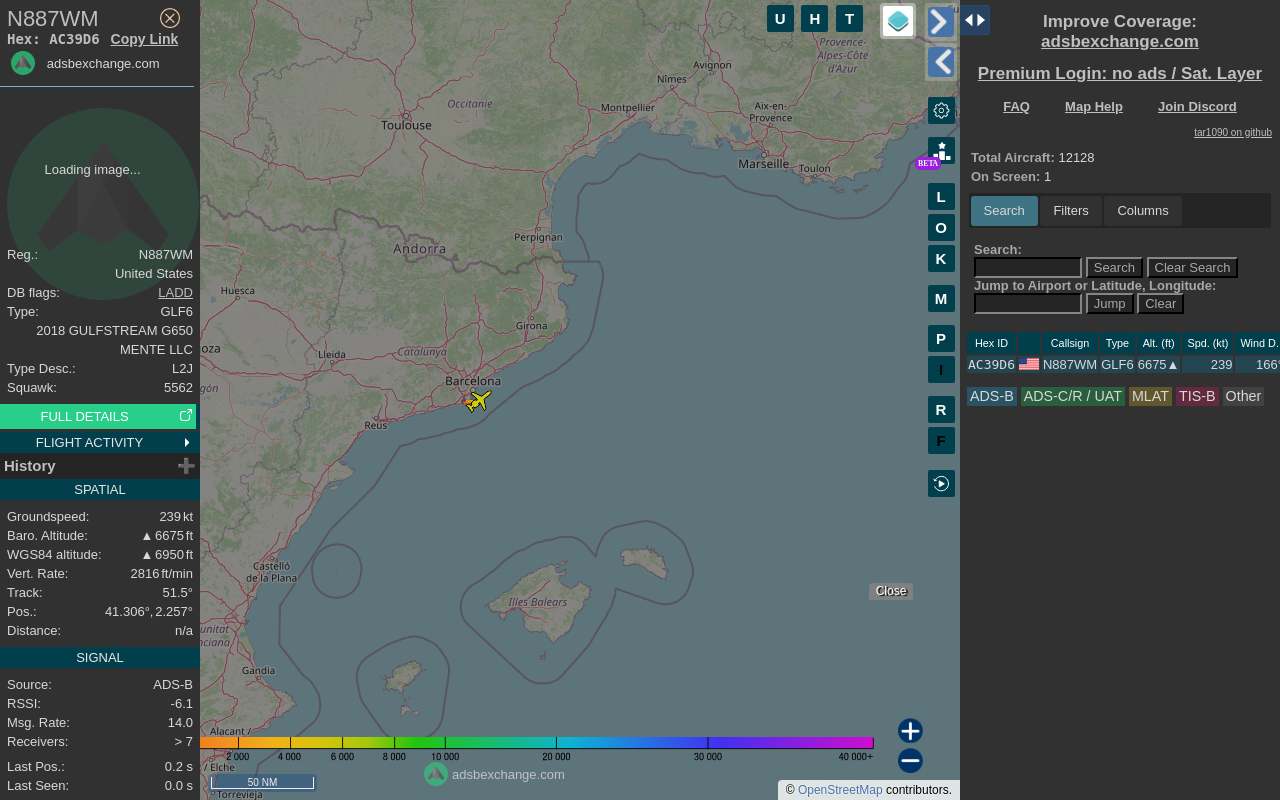 N887WM
Hex: AC39D6 Copy Link
adsbexchange.com
Loading image...
Reg.: N887WM
United States
DB flags: LADD
Type: GLF6
2018 GULFSTREAM G650
MENTE LLC
Type Desc.: L2J
Squawk: 5562
FULL DETAILS
FLIGHT ACTIVITY
History
SPATIAL
Groundspeed: 239 kt
Baro. Altitude: ▲ 6675 ft
WGS84 altitude: ▲ 6950 ft
Vert. Rate: 2816 ft/min
Track: 51.5°
Pos.: 41.306°, 2.257°
Distance: n/a
SIGNAL
Source: ADS-B
RSSI: -6.1
Msg. Rate: 14.0
Receivers: > 7
Last Pos.: 0.2 s
Last Seen: 0.0 s
U H T
Provence-
Alpes-Côte
d'Azur
Avignon
Nîmes
Occitanie
Montpellier
Aix-en-
Provence
Toulouse
Marseille
Toulon
Perpignan
Andorra
Huesca
Girona
oza
Lleida
Catalunya
gón
Barcelona
Reus
Castelló
de la Plana
Illes Balears
unitat
nciana
Gandia
Alacant /
/ Elche
Torrevieja
BETA
L
O
K
M
P
I
R
F
Close
2 000 4 000 6 000 8 000 10 000 20 000 30 000 40 000+
adsbexchange.com
50 NM
© OpenStreetMap contributors.
Improve Coverage:
adsbexchange.com
Premium Login: no ads / Sat. Layer
FAQ Map Help Join Discord
tar1090 on github
Total Aircraft: 12128
On Screen: 1
Search Filters Columns
Search:
Search Clear Search
Jump to Airport or Latitude, Longitude:
Jump Clear
Hex ID Callsign Type Alt. (ft) Spd. (kt) Wind D.
AC39D6 N887WM GLF6 6675▲ 239 166°
ADS-B ADS-C/R / UAT MLAT TIS-B Other